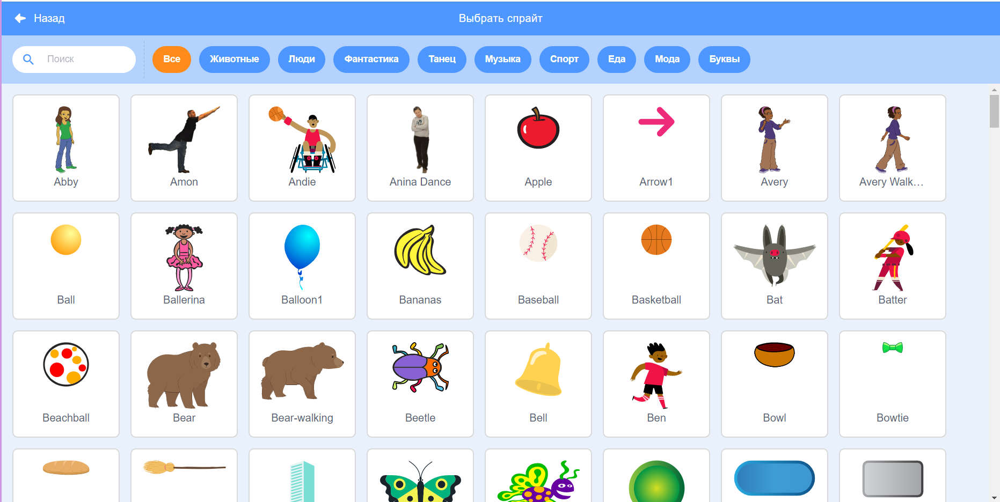 Назад
Выбрать спрайт
Поиск
Все
Животные
Люди
Фантастика
Танец
Музыка
Спорт
Еда
Мода
Буквы
Abby
Amon
Andie
Anina Dance
Apple
Arrow1
Avery
Avery Walk...
Ball
Ballerina
Balloon1
Bananas
Baseball
Basketball
Bat
Batter
Beachball
Bear
Bear-walking
Beetle
Bell
Ben
Bowl
Bowtie